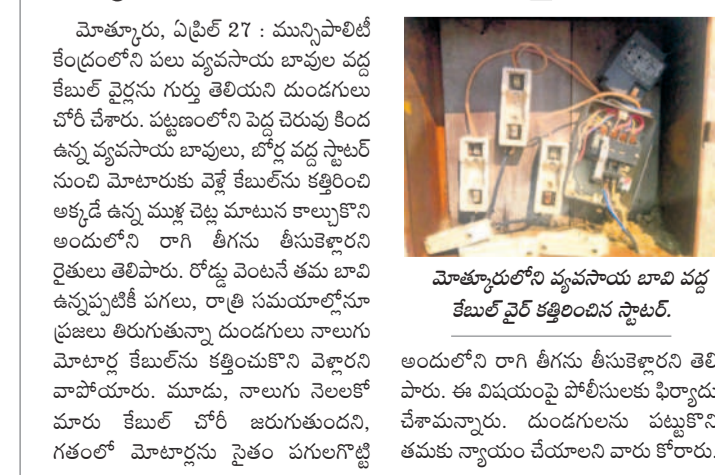 మోత్కూరు, ఏప్రిల్ 27 : మున్సిపాలిటీ
కేంద్రంలోని పలు వ్యవసాయ బావుల వద్ద
కేబుల్ వైర్లను గుర్తు తెలియని దుండగులు
చోరీ చేశారు. పట్టణంలోని పెద్ద చెరువు కింద
ఉన్న వ్యవసాయ బావులు, బోర్ల వద్ద స్టాటర్
నుంచి మోటారుకు వెళ్లే కేబుల్‌ను కత్తిరించి
అక్కడే ఉన్న ముళ్ల చెట్ల మాటున కాల్చుకొని
అందులోని రాగి తీగను తీసుకెళ్లారని
రైతులు తెలిపారు. రోడ్డు వెంటనే తమ బావి
ఉన్నప్పటికీ పగలు, రాత్రి సమయాల్లోనూ
ప్రజలు తిరుగుతున్నా దుండగులు నాలుగు
మోటార్ల కేబుల్‌ను కత్తించుకొని వెళ్లారని
వాపోయారు. మూడు, నాలుగు నెలలకో
మారు కేబుల్ చోరీ జరుగుతుందని,
గతంలో మోటార్లను సైతం పగులగొట్టి
మోత్కూరులోని వ్యవసాయ బావి వద్ద
కేబుల్ వైర్ కత్తిరించిన స్టాటర్.
అందులోని రాగి తీగను తీసుకెళ్లారని తెలి
పారు. ఈ విషయంపై పోలీసులకు ఫిర్యాదు
చేశామన్నారు. దుండగులను పట్టుకొని
తమకు న్యాయం చేయాలని వారు కోరారు.